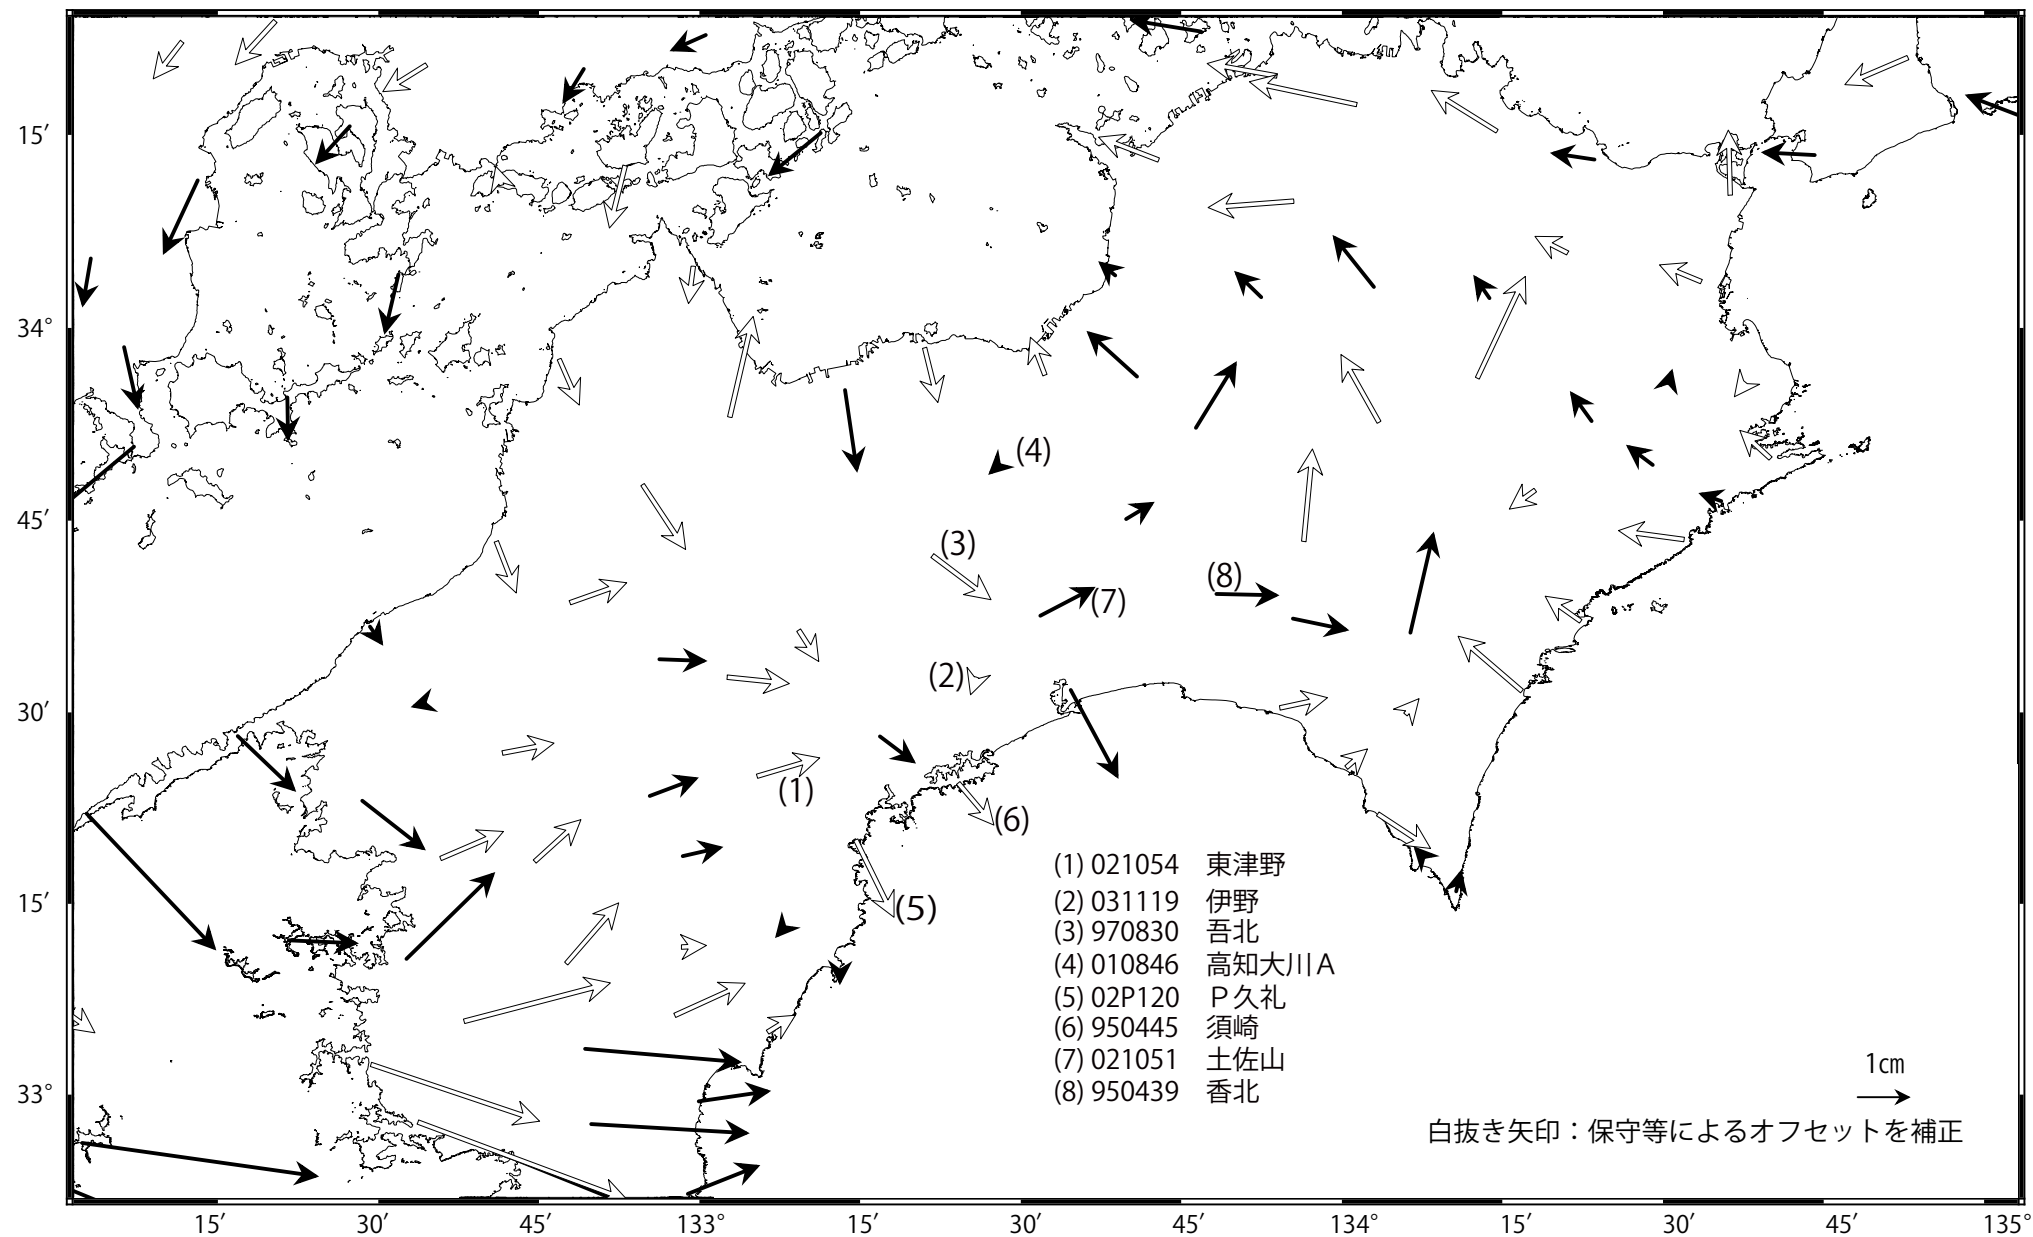 15′
34°
(4)
45′
(3)
(8)
(7)
(2)
30′
(1)
(6)
(1) 021054 東津野
(2) 031119 伊野
15′
(5)
(3) 970830 吾北
(4) 010846 高知大川Ａ
(5) 02P120 Ｐ久礼
(6) 950445 須崎
(7) 021051 土佐山
(8) 950439 香北
1cm
33°
白抜き矢印：保守等によるオフセットを補正
15′ 30′ 45′ 133° 15′ 30′ 45′ 134° 15′ 30′ 45′ 135°